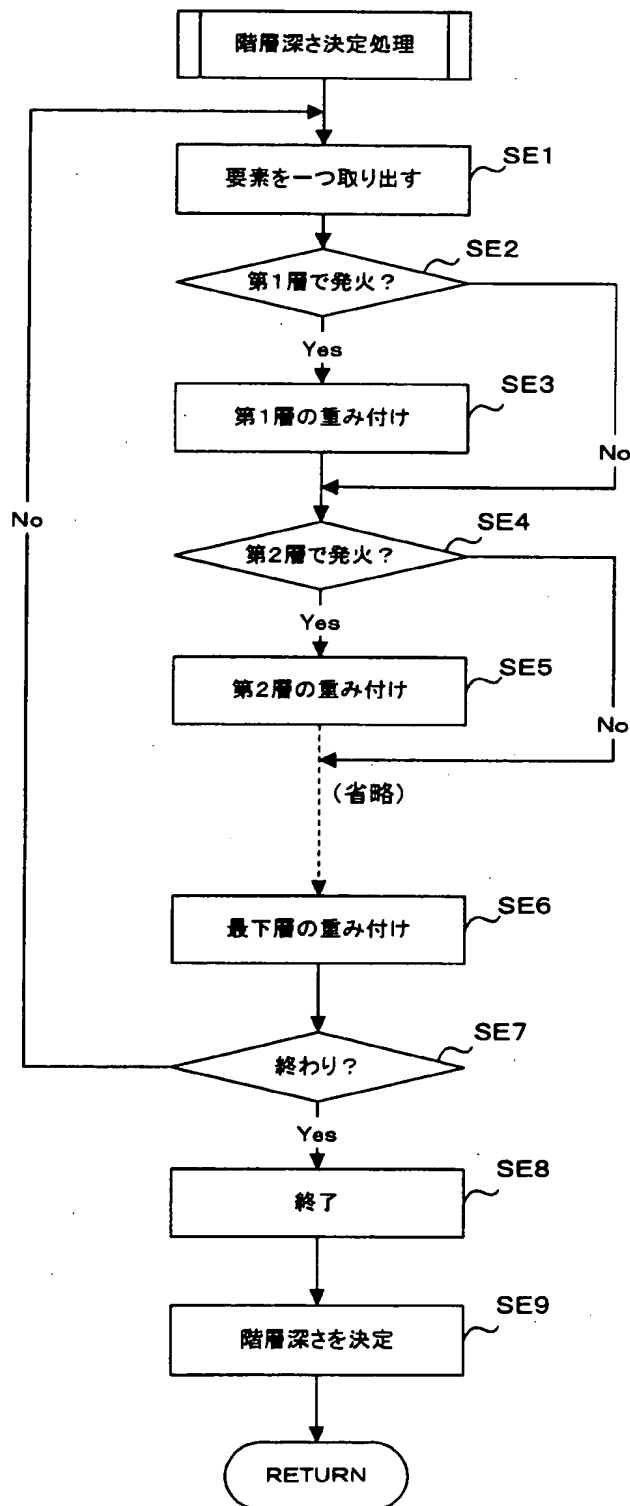 階層深さ決定処理
要素を一つ取り出す
SE1
第1層で発火？
SE2
Yes
No
第1層の重み付け
SE3
第2層で発火？
SE4
Yes
No
第2層の重み付け
SE5
（省略）
最下層の重み付け
SE6
終わり？
SE7
No
Yes
終了
SE8
階層深さを決定
SE9
RETURN